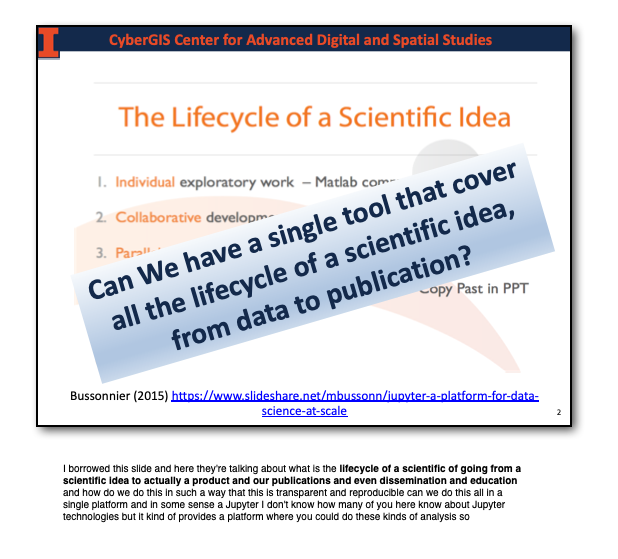 CyberGIS Center for Advanced Digital and Spatial Studies
The Lifecycle of a Scientific Idea
1. Individual exploratory work – Matlab com
2. Collaborative developme
3. Parall
Copy Past in PPT
Can We have a single tool that cover
all the lifecycle of a scientific idea,
from data to publication?
Bussonnier (2015) https://www.slideshare.net/mbussonn/jupyter-a-platform-for-data-
science-at-scale
2
I borrowed this slide and here they're talking about what is the lifecycle of a scientific of going from a
scientific idea to actually a product and our publications and even dissemination and education
and how do we do this in such a way that this is transparent and reproducible can we do this all in a
single platform and in some sense a Jupyter I don't know how many of you here know about Jupyter
technologies but it kind of provides a platform where you could do these kinds of analysis so